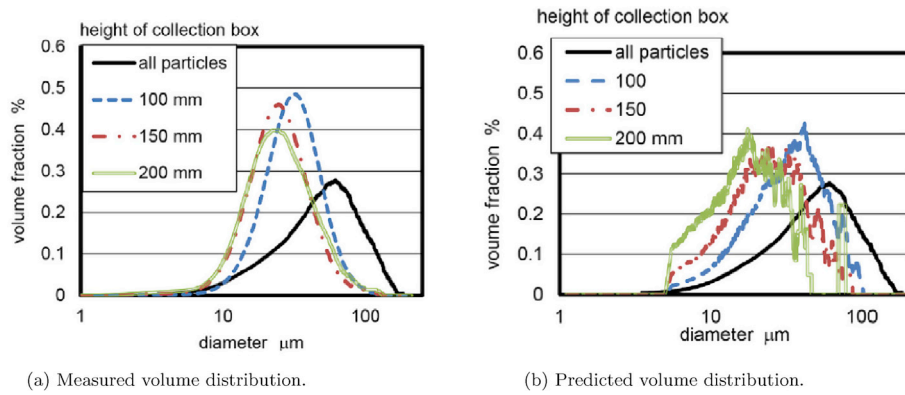 height of collection box
0.6
0.5
0.4
0.3
0.2
0.1
0
volume fraction %
all particles
100 mm
150 mm
200 mm
1
10
100
diameter μm
(a) Measured volume distribution.
height of collection box
0.6
0.5
0.4
0.3
0.2
0.1
0
voume fraction %
all particles
100
150
200 mm
1
10
100
diameter μm
(b) Predicted volume distribution.